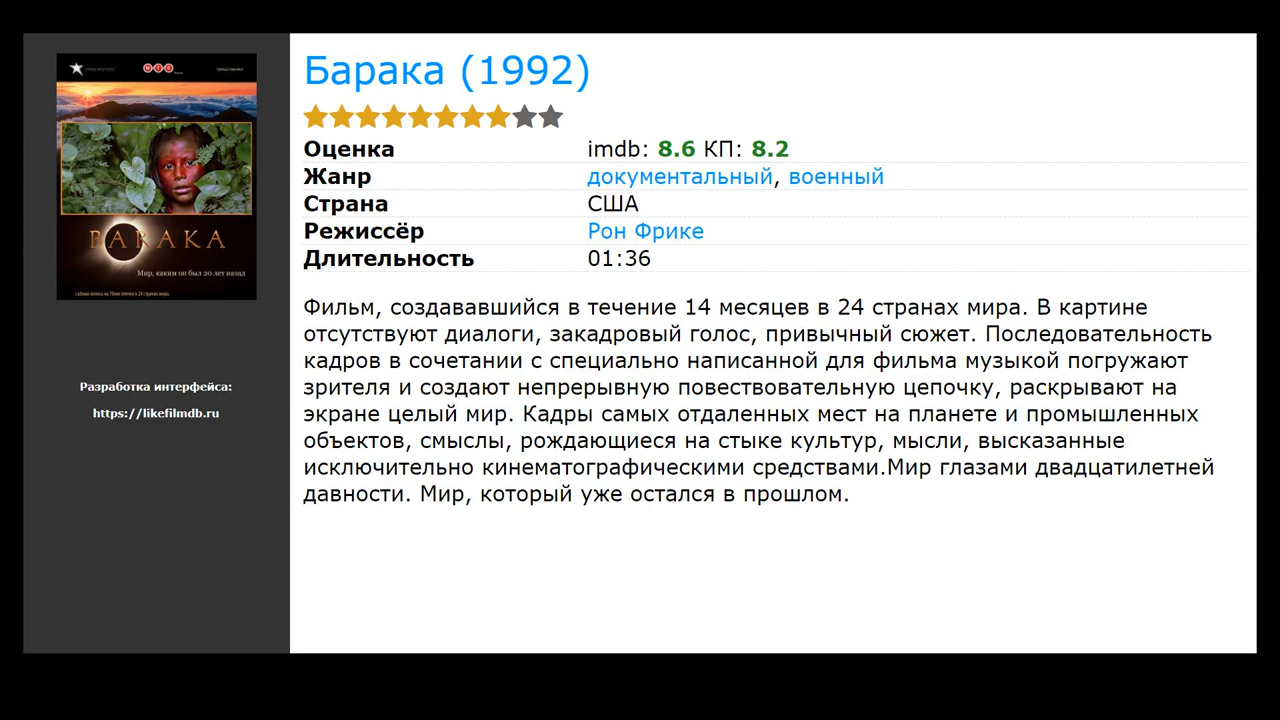 Барака (1992)
Оценка imdb: 8.6 КП: 8.2
Жанр документальный, военный
Страна США
Режиссёр Рон Фрике
Длительность 01:36
Фильм, создававшийся в течение 14 месяцев в 24 странах мира. В картине
отсутствуют диалоги, закадровый голос, привычный сюжет. Последовательность
кадров в сочетании с специально написанной для фильма музыкой погружают
зрителя и создают непрерывную повествовательную цепочку, раскрывают на
экране целый мир. Кадры самых отдаленных мест на планете и промышленных
объектов, смыслы, рождающиеся на стыке культур, мысли, высказанные
исключительно кинематографическими средствами.Мир глазами двадцатилетней
давности. Мир, который уже остался в прошлом.
BARAKA
Мир, каким он был 20 лет назад
Разработка интерфейса:
https://likefilmdb.ru